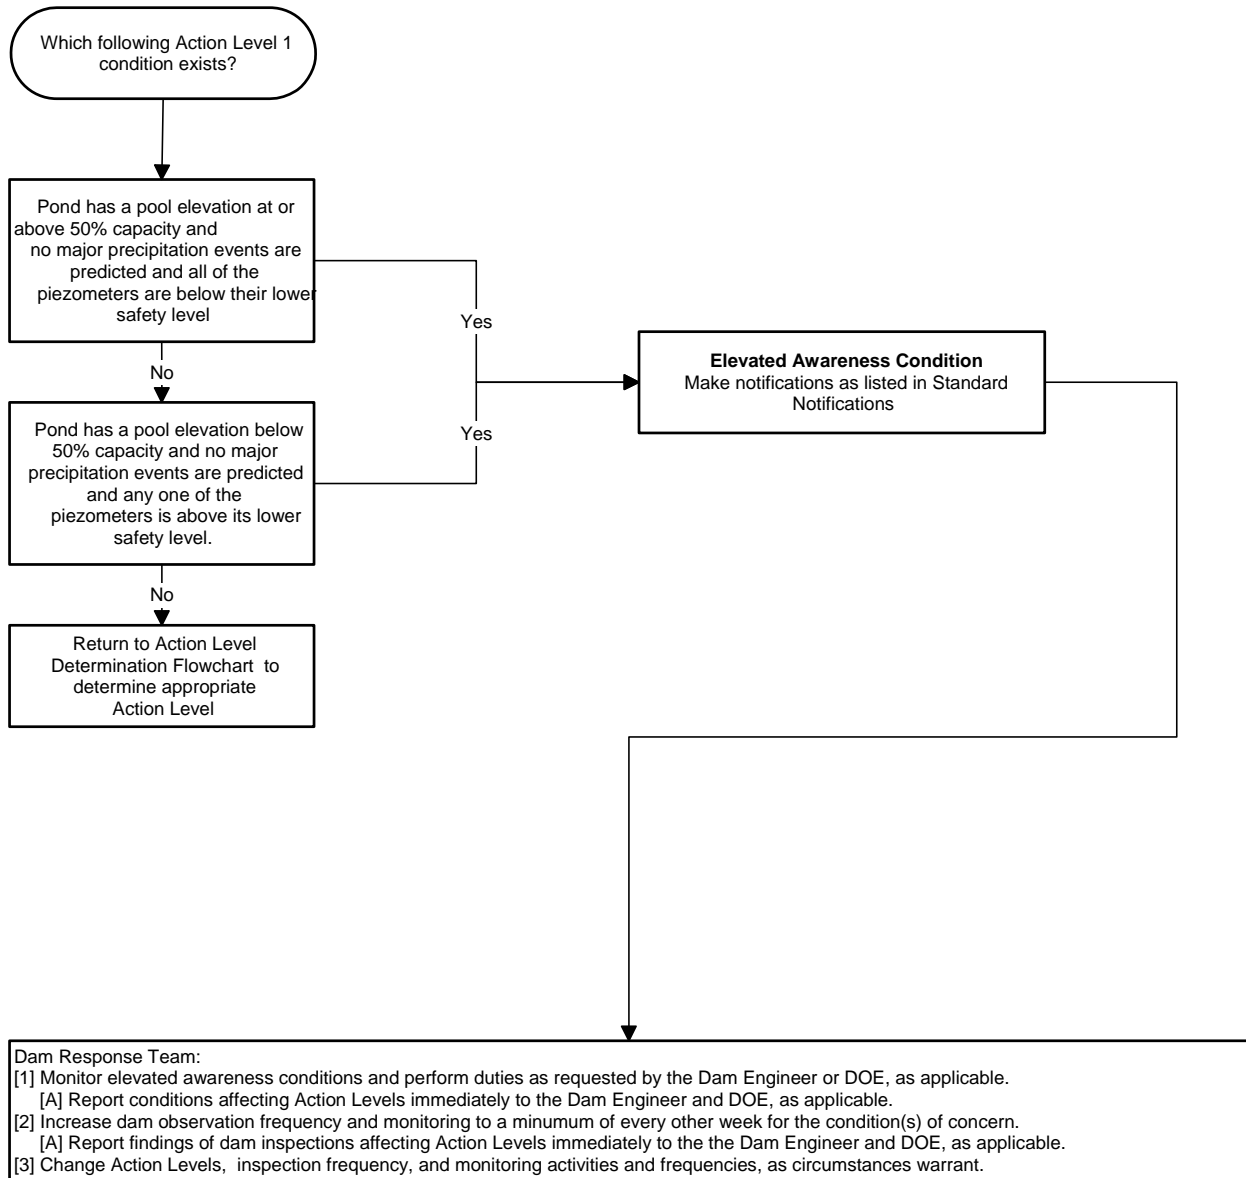 Which following Action Level 1
condition exists?
Pond has a pool elevation at or
above 50% capacity and
no major precipitation events are
predicted and all of the
piezometers are below their lower
safety level
Yes
No
Pond has a pool elevation below
50% capacity and no major
precipitation events are predicted
and any one of the
piezometers is above its lower
safety level.
Yes
No
Return to Action Level
Determination Flowchart to
determine appropriate
Action Level
Elevated Awareness Condition
Make notifications as listed in Standard
Notifications
Dam Response Team:
[1] Monitor elevated awareness conditions and perform duties as requested by the Dam Engineer or DOE, as applicable.
[A] Report conditions affecting Action Levels immediately to the Dam Engineer and DOE, as applicable.
[2] Increase dam observation frequency and monitoring to a minumum of every other week for the condition(s) of concern.
[A] Report findings of dam inspections affecting Action Levels immediately to the the Dam Engineer and DOE, as applicable.
[3] Change Action Levels, inspection frequency, and monitoring activities and frequencies, as circumstances warrant.